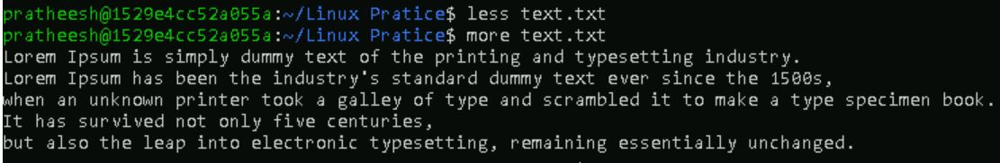 pratheesh@1529e4cc52a055a:~/Linux Pratice$ less text.txt
pratheesh@1529e4cc52a055a:~/Linux Pratice$ more text.txt
Lorem Ipsum is simply dummy text of the printing and typesetting industry.
Lorem Ipsum has been the industry's standard dummy text ever since the 1500s,
when an unknown printer took a galley of type and scrambled it to make a type specimen book.
It has survived not only five centuries,
but also the leap into electronic typesetting, remaining essentially unchanged.